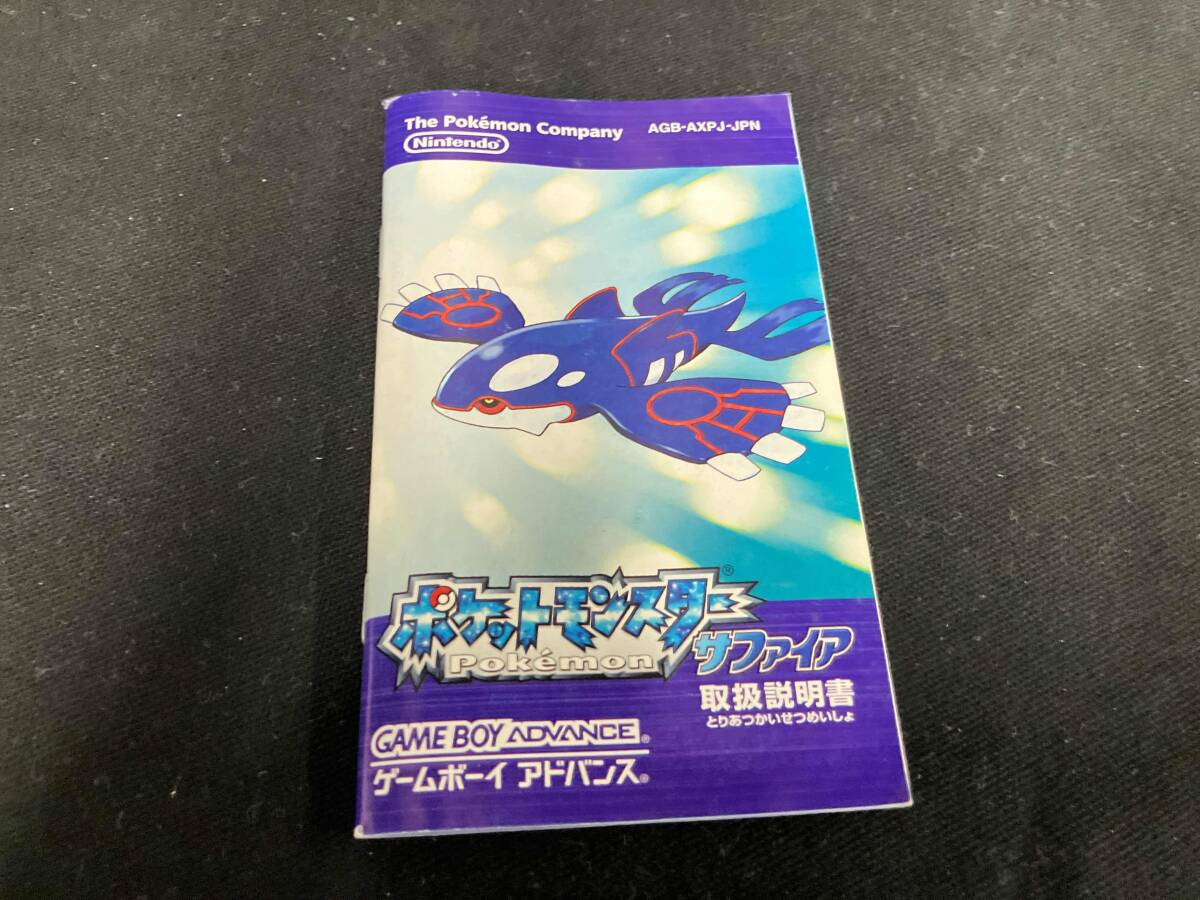 The Pokémon Company AGB-AXPJ-JPN
Nintendo®
ポケットモンスター®
Pokémon サファイア
取扱説明書
とりあつかいせつめいしょ
GAME BOY ADVANCE®
ゲームボーイ アドバンス®